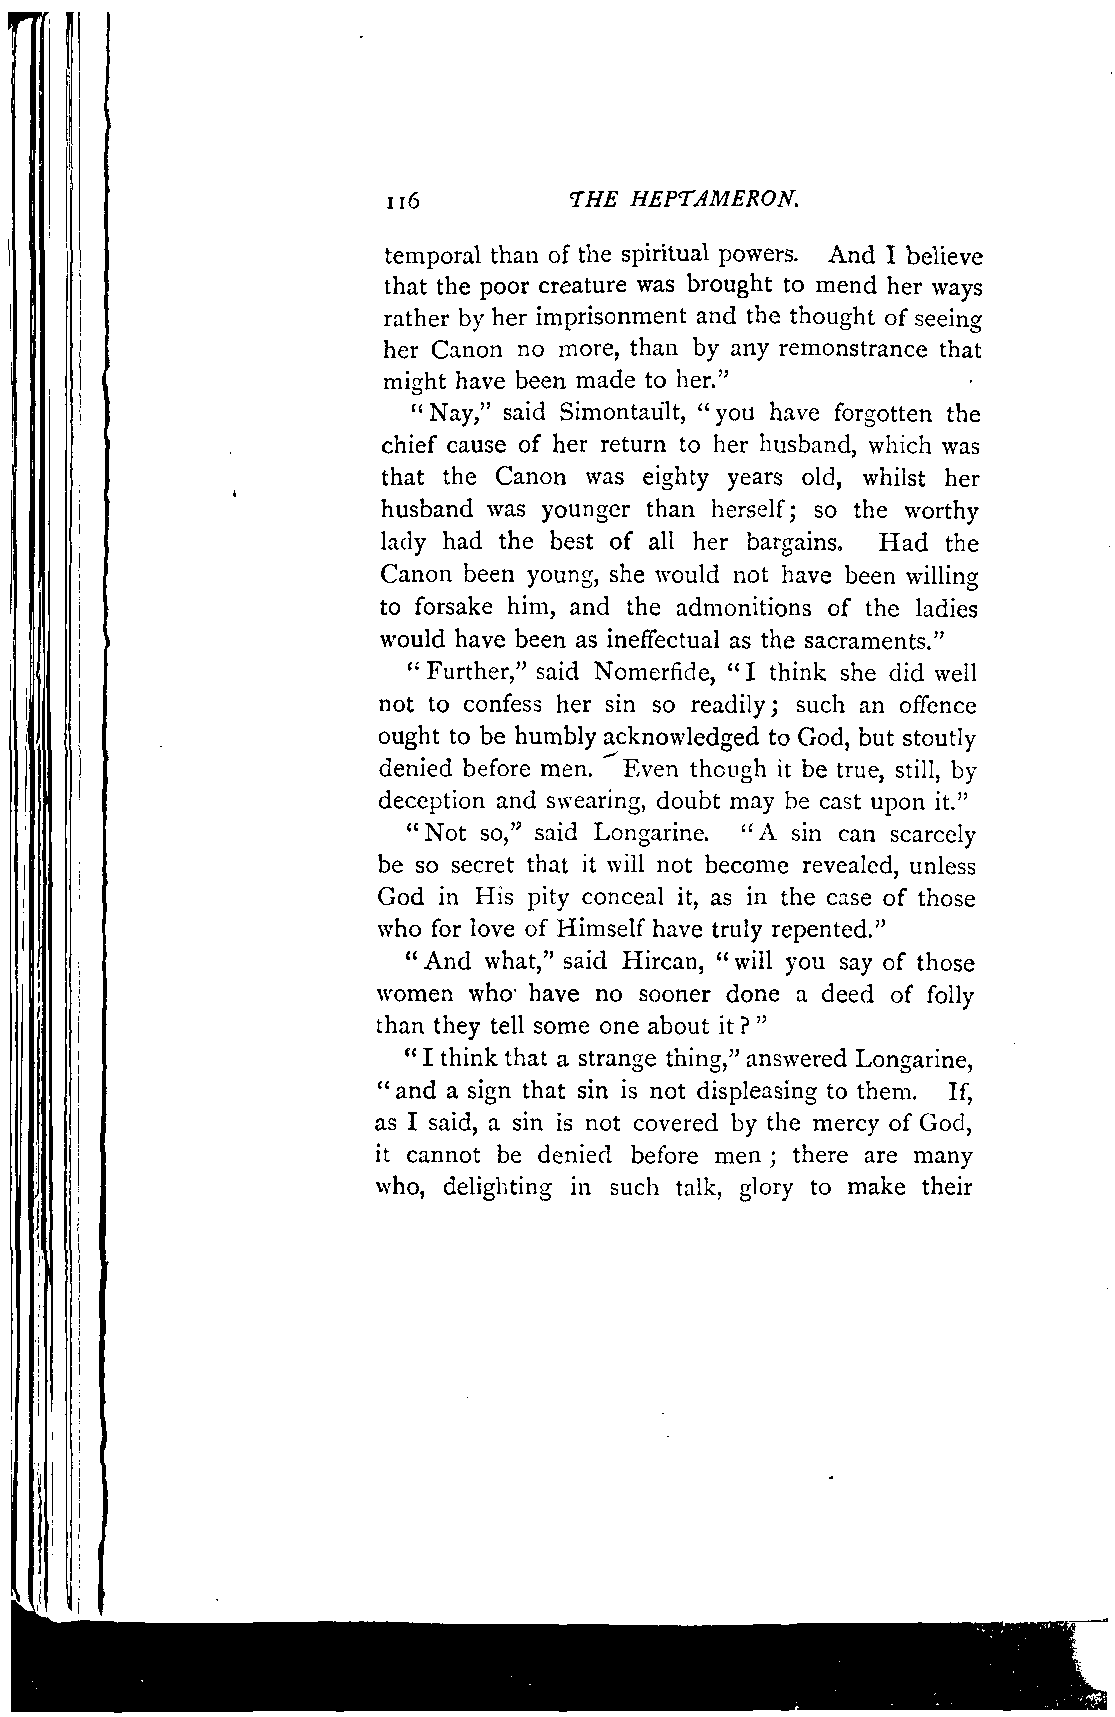 116 THE HEPTAMERON.
temporal than of the spiritual powers. And I believe
that the poor creature was brought to mend her ways
rather by her imprisonment and the thought of seeing
her Canon no more, than by any remonstrance that
might have been made to her."
"Nay," said Simontault, "you have forgotten the
chief cause of her return to her husband, which was
that the Canon was eighty years old, whilst her
husband was younger than herself; so the worthy
lady had the best of all her bargains. Had the
Canon been young, she would not have been willing
to forsake him, and the admonitions of the ladies
would have been as ineffectual as the sacraments."
"Further," said Nomerfide, "I think she did well
not to confess her sin so readily; such an offence
ought to be humbly acknowledged to God, but stoutly
denied before men. Even though it be true, still, by
deception and swearing, doubt may be cast upon it."
"Not so," said Longarine. "A sin can scarcely
be so secret that it will not become revealed, unless
God in His pity conceal it, as in the case of those
who for love of Himself have truly repented."
"And what," said Hircan, "will you say of those
women who have no sooner done a deed of folly
than they tell some one about it?"
"I think that a strange thing," answered Longarine,
"and a sign that sin is not displeasing to them. If,
as I said, a sin is not covered by the mercy of God,
it cannot be denied before men; there are many
who, delighting in such talk, glory to make their